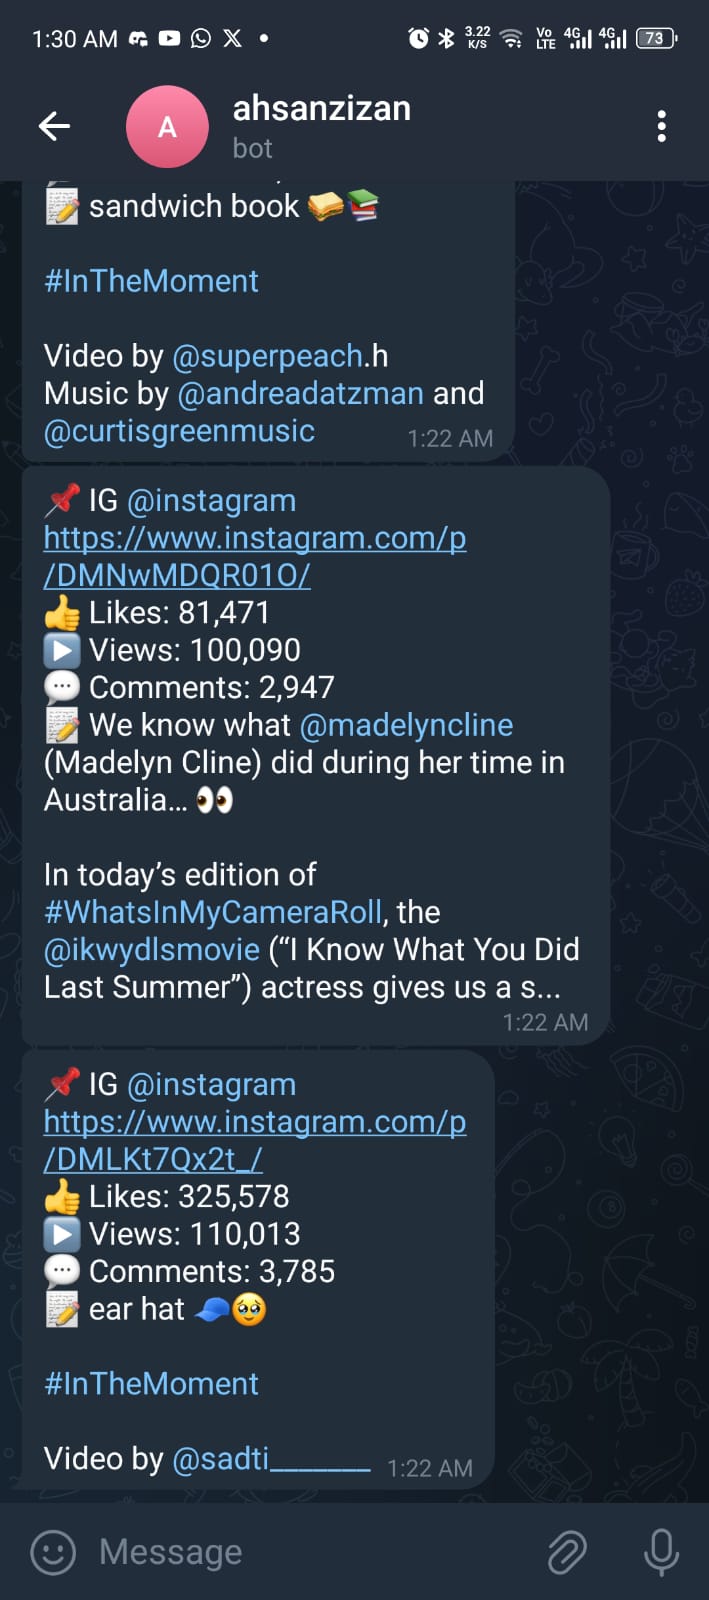 1:30 AM
3.22 K/S
Vo LTE 4G 4G 73
A
ahsanzizan
bot
📝 sandwich book 🥪📚
#InTheMoment
Video by @superpeach.h
Music by @andreadatzman and
@curtisgreenmusic 1:22 AM
📌 IG @instagram
https://www.instagram.com/p
/DMNwMDQR01O/
👍 Likes: 81,471
▶️ Views: 100,090
💬 Comments: 2,947
📝 We know what @madelyncline
(Madelyn Cline) did during her time in
Australia… 👀
In today’s edition of
#WhatsInMyCameraRoll, the
@ikwydlsmovie (“I Know What You Did
Last Summer”) actress gives us a s...
1:22 AM
📌 IG @instagram
https://www.instagram.com/p
/DMLKt7Qx2t_/
👍 Likes: 325,578
▶️ Views: 110,013
💬 Comments: 3,785
📝 ear hat 🧢🥹
#InTheMoment
Video by @sadti_______ 1:22 AM
Message